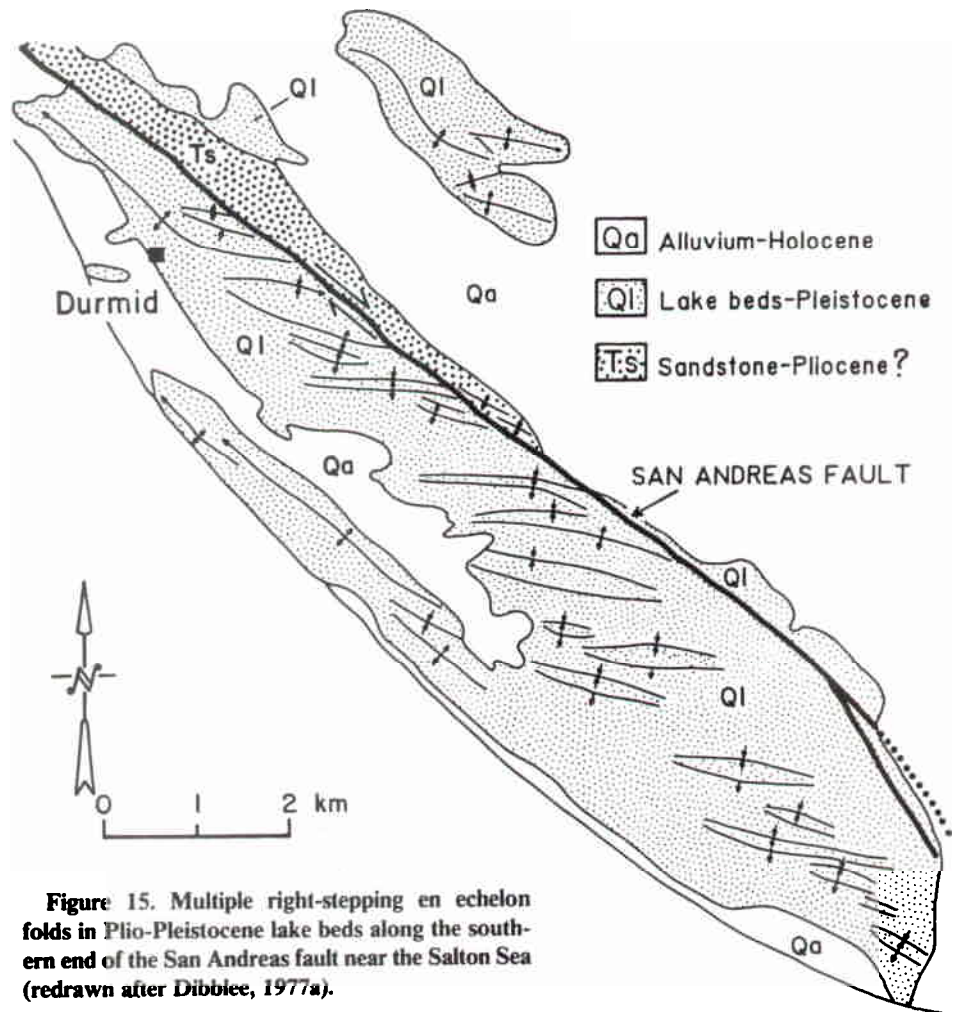 Ql
Ql
Ts
Qa Alluvium-Holocene
Ql Lake beds-Pleistocene
Ts Sandstone-Pliocene?
Qa
Durmid
Ql
Qa
SAN ANDREAS FAULT
Ql
N
Ql
0 1 2 km
Qa
Figure 15. Multiple right-stepping en echelon
folds in Plio-Pleistocene lake beds along the south-
ern end of the San Andreas fault near the Salton Sea
(redrawn after Dibblee, 1977a).